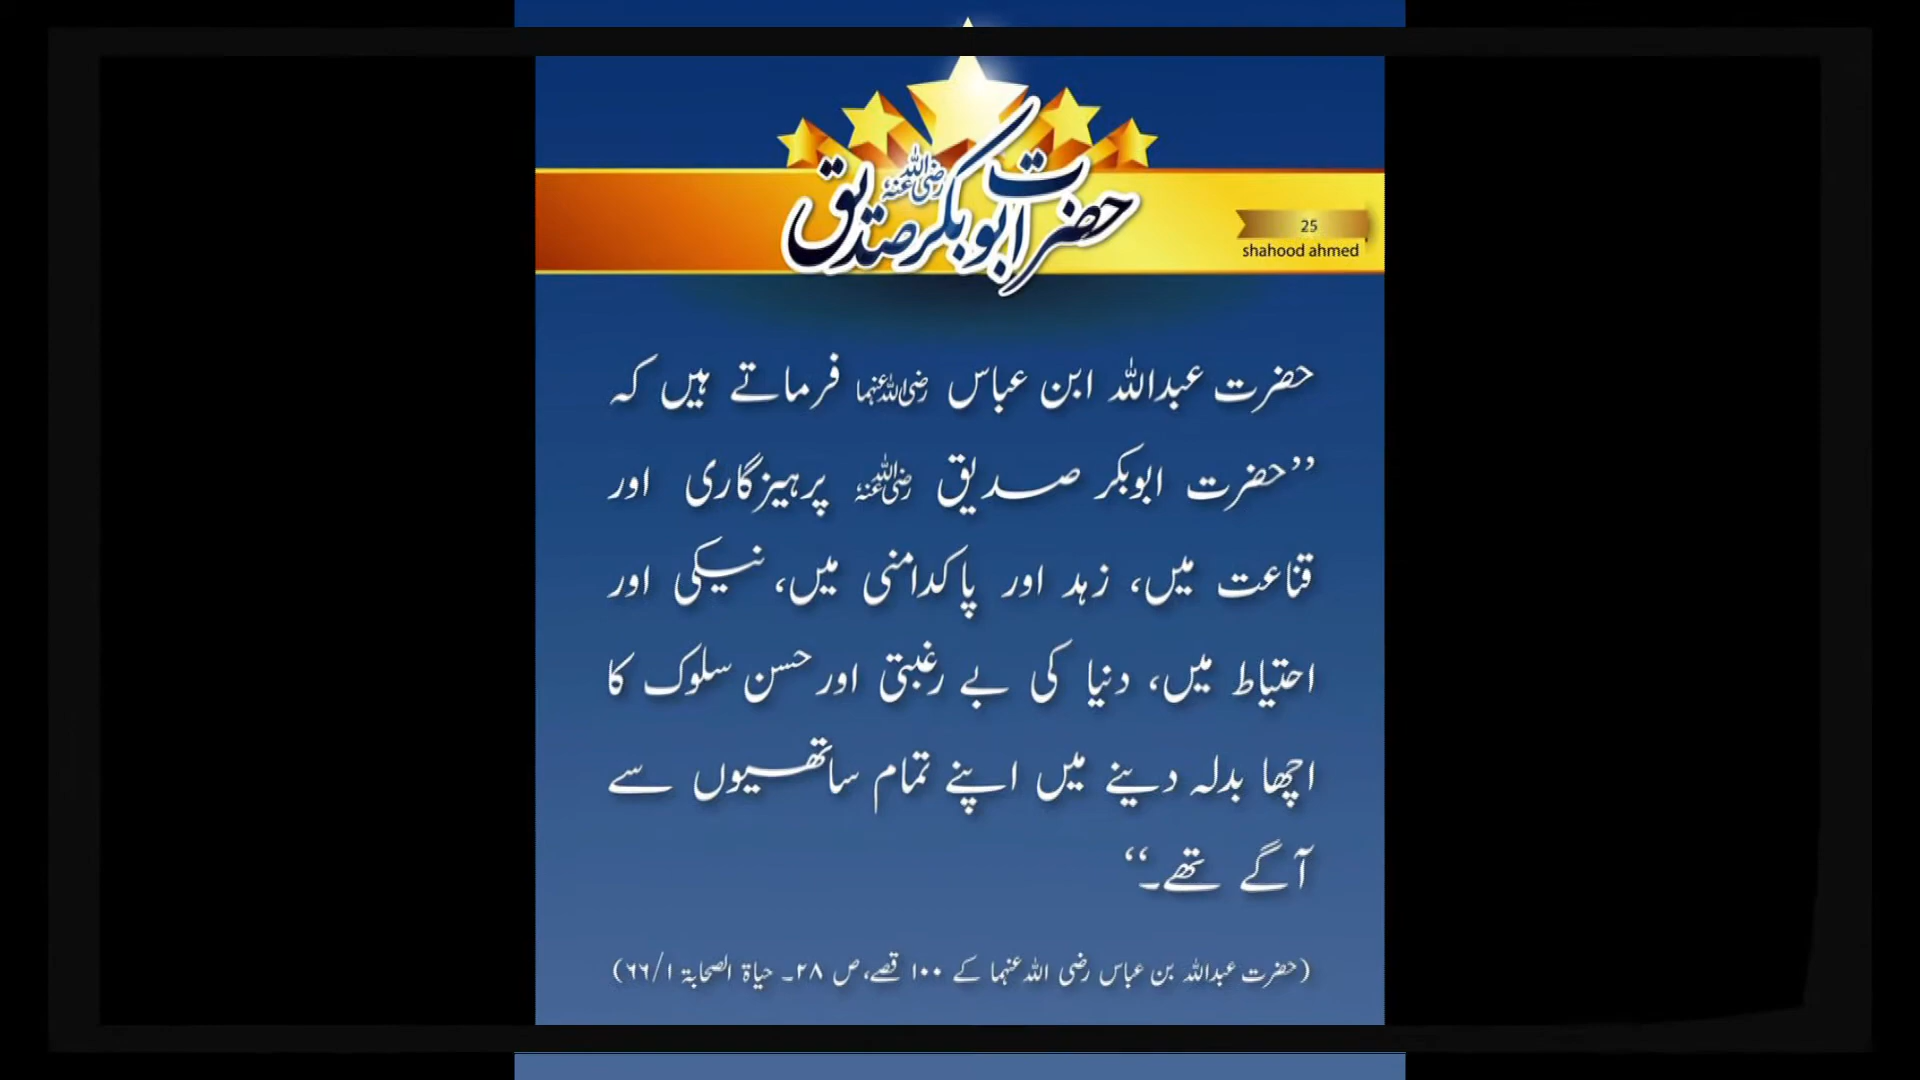 حضرت ابوبکر صدیق رضی اللہ عنہ
25
shahood ahmed
حضرت عبداللہ ابن عباس رضی اللہ عنہما فرماتے ہیں کہ
’’حضرت ابوبکر صدیق رضی اللہ عنہ پرہیزگاری اور
قناعت میں، زہد اور پاکدامنی میں، نیکی اور
احتیاط میں، دنیا کی بے رغبتی اور حسن سلوک کا
اچھا بدلہ دینے میں اپنے تمام ساتھیوں سے
آگے تھے۔‘‘
(حضرت عبداللہ بن عباس رضی اللہ عنہما کے ۱۰۰ قصے، ص ۲۸۔ حیاۃ الصحابۃ ۱/۶۶)